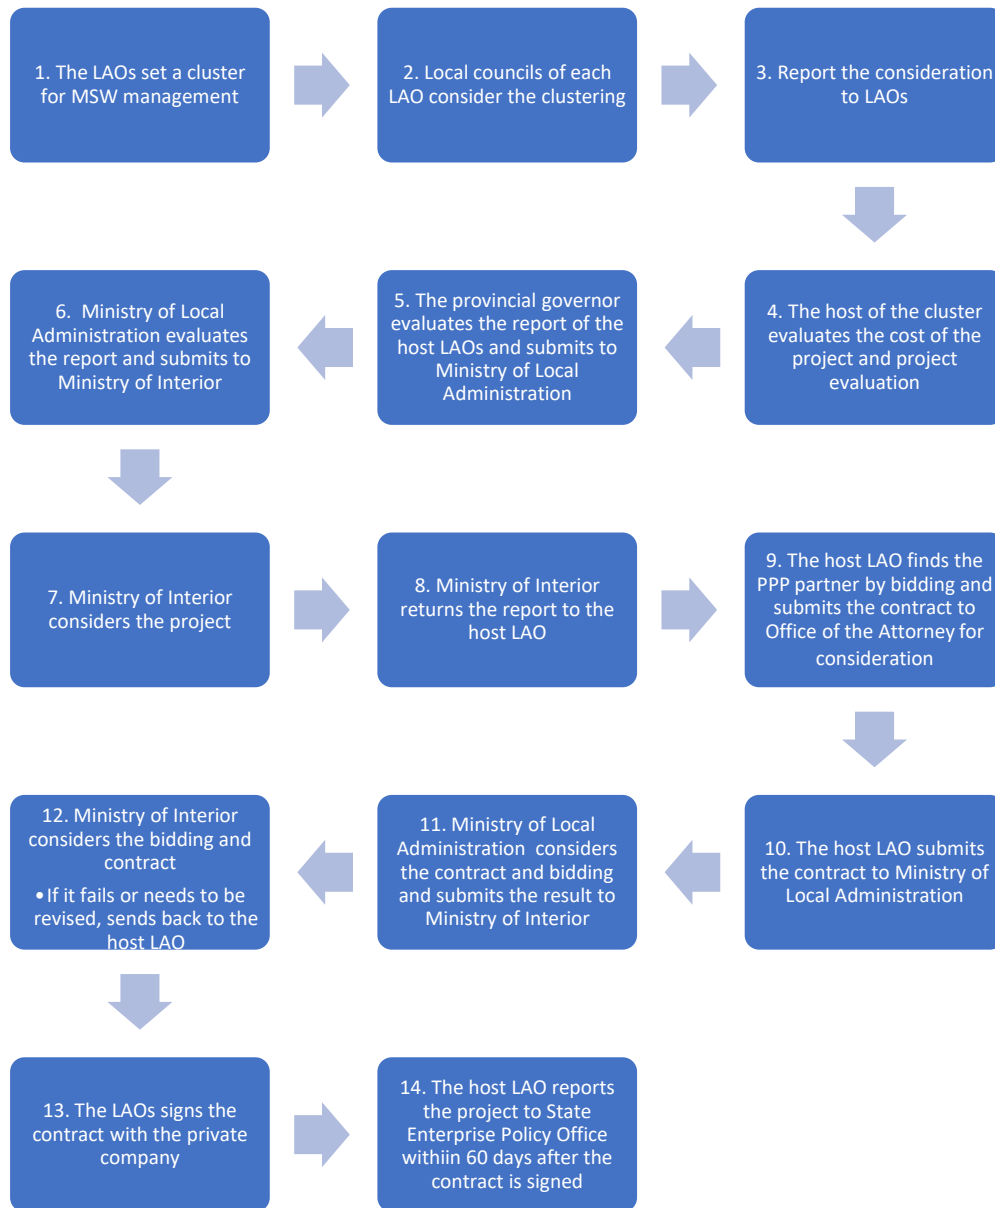 1. The LAOs set a cluster
for MSW management
2. Local councils of each
LAO consider the clustering
3. Report the consideration
to LAOs
4. The host of the cluster
evaluates the cost of the
project and project
evaluation
5. The provincial governor
evaluates the report of the
host LAOs and submits to
Ministry of Local
Administration
6. Ministry of Local
Administration evaluates
the report and submits to
Ministry of Interior
7. Ministry of Interior
considers the project
8. Ministry of Interior
returns the report to the
host LAO
9. The host LAO finds the
PPP partner by bidding and
submits the contract to
Office of the Attorney for
consideration
10. The host LAO submits
the contract to Ministry of
Local Administration
11. Ministry of Local
Administration considers
the contract and bidding
and submits the result to
Ministry of Interior
12. Ministry of Interior
considers the bidding and
contract
•If it fails or needs to be
revised, sends back to the
host LAO
13. The LAOs signs the
contract with the private
company
14. The host LAO reports
the project to State
Enterprise Policy Office
withiin 60 days after the
contract is signed